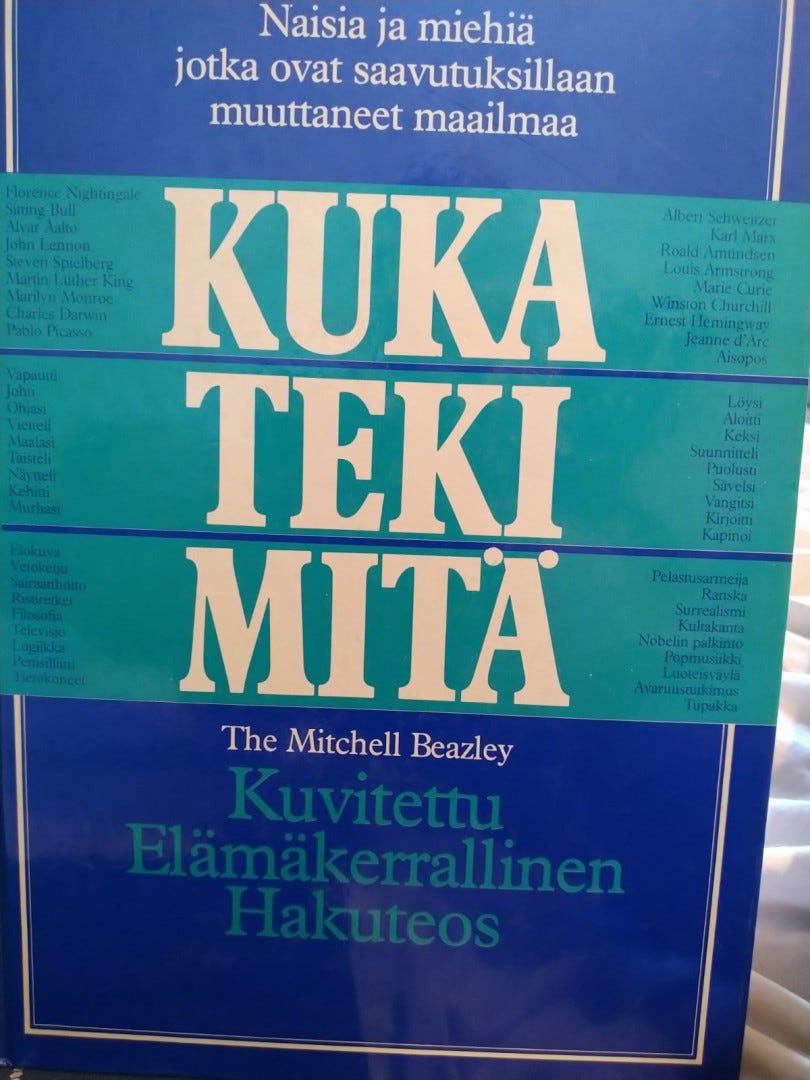 Naisia ja miehiä
jotka ovat saavutuksillaan
muuttaneet maailmaa
KUKA
Florence Nightingale
Sitting Bull
Alvar Aalto
John Lennon
Steven Spielberg
Martin Luther King
Marilyn Monroe
Charles Darwin
Pablo Picasso
Albert Schweitzer
Karl Marx
Roald Amundsen
Louis Armstrong
Marie Curie
Winston Churchill
Ernest Hemingway
Jeanne d'Arc
Aisopos
TEKI
Vapautti
Johti
Ohjasi
Vietteli
Maalasi
Taisteli
Näytteli
Kehitti
Murhasi
Löysi
Aloitti
Keksi
Suunnitteli
Puolusti
Sävelsi
Vangitsi
Kirjoitti
Kapinoi
MITÄ
Elokuva
Vetoketju
Sairaanhoito
Ristiretket
Filosofia
Televisio
Logiikka
Penisilliini
Tietokoneet
Pelastusarmeija
Ranska
Surrealismi
Kultakanta
Nobelin palkinto
Popmusiikki
Luoteisväylä
Avaruustutkimus
Tupakka
The Mitchell Beazley
Kuvitettu
Elämäkerrallinen
Hakuteos